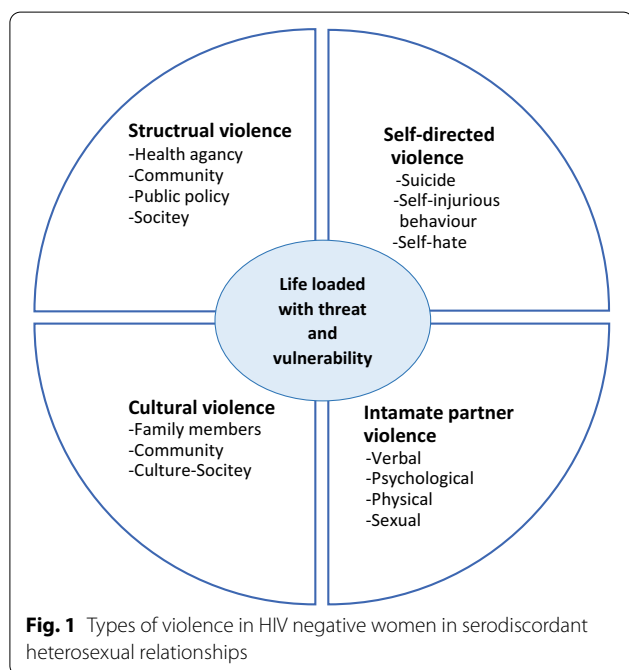 Structrual violence
-Health agancy
-Community
-Public policy
-Socitey
Self-directed
violence
-Suicide
-Self-injurious
behaviour
-Self-hate
Life loaded
with threat
and
vulnerability
Cultural violence
-Family members
-Community
-Culture-Socitey
Intamate partner
violence
-Verbal
-Psychological
-Physical
-Sexual
Fig. 1 Types of violence in HIV negative women in serodiscordant
heterosexual relationships